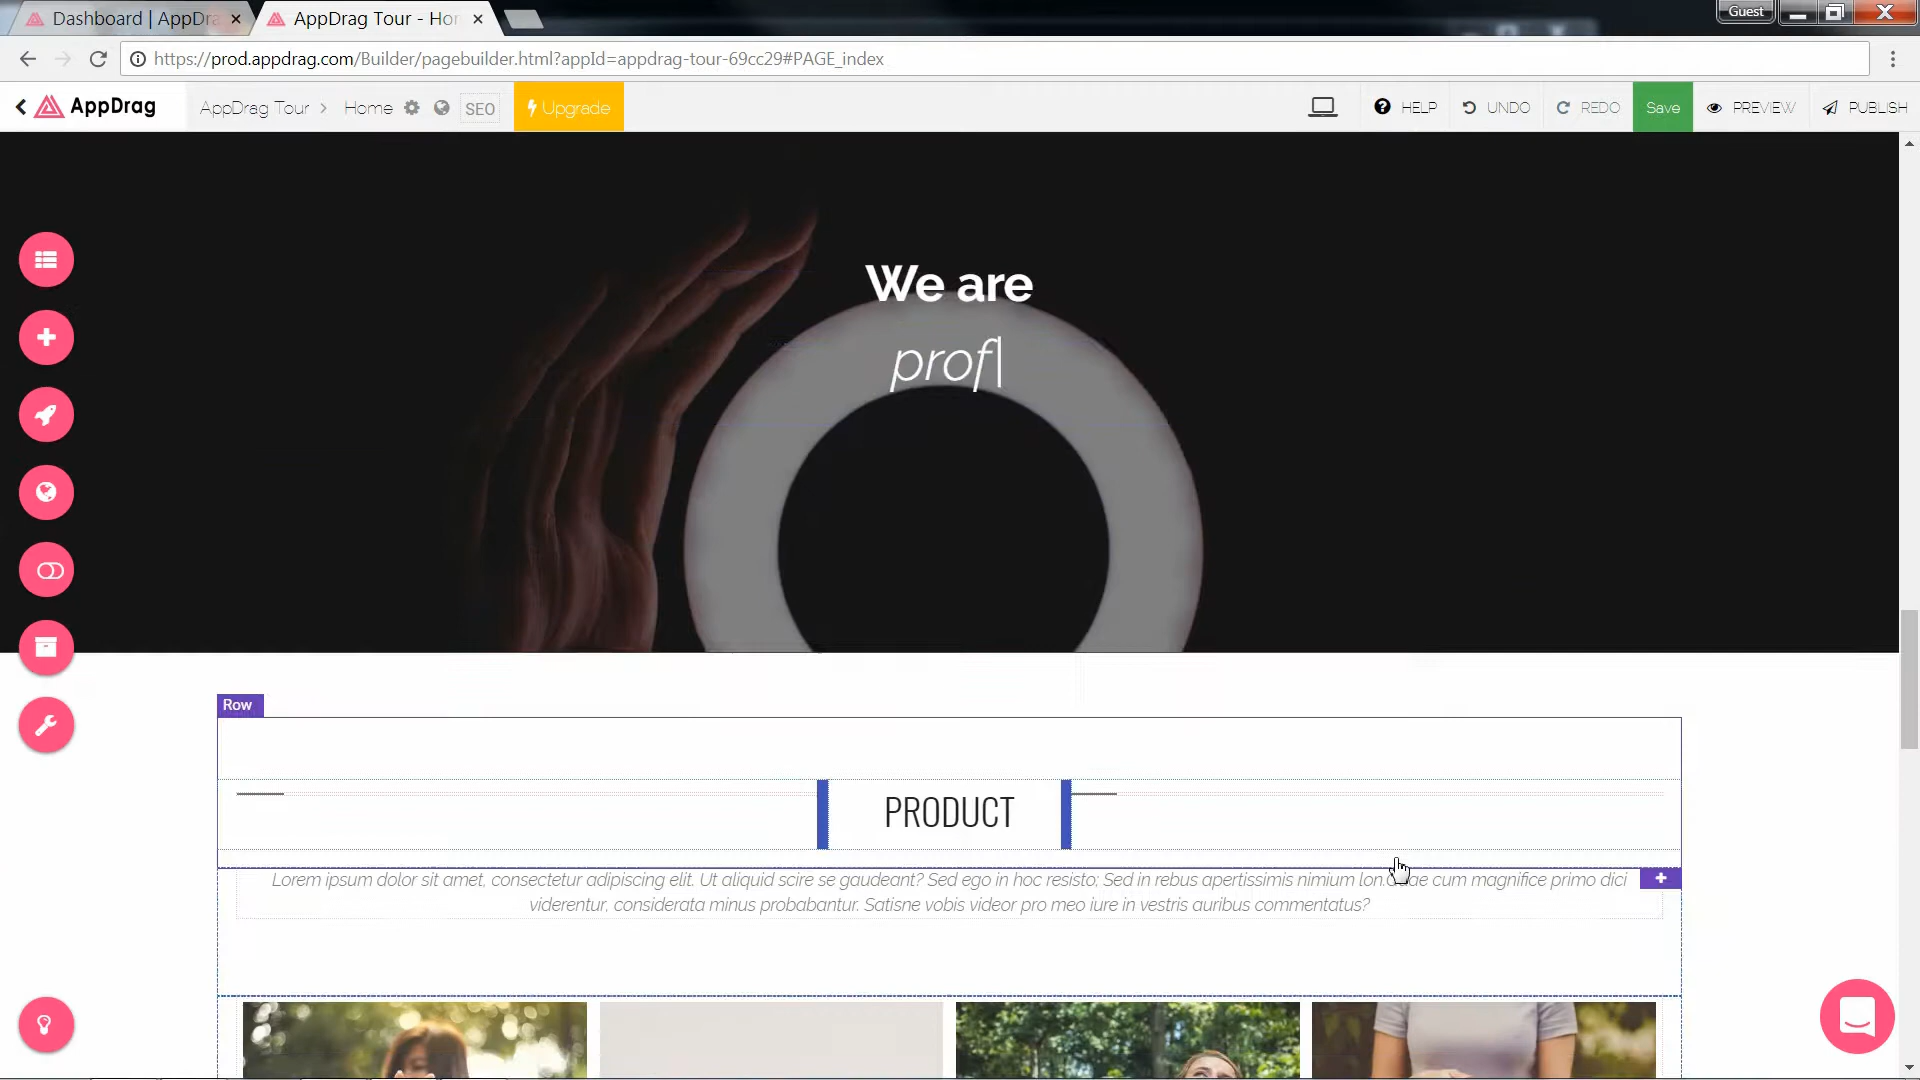 Dashboard | AppDra
AppDrag Tour - Ho
Guest
https://prod.appdrag.com/Builder/pagebuilder.html?appId=appdrag-tour-69cc29#PAGE_index
AppDrag
AppDrag Tour
Home
SEO
Upgrade
HELP
UNDO
REDO
Save
PREVIEW
PUBLISH
We are
prof|
Row
PRODUCT
Lorem ipsum dolor sit amet, consectetur adipiscing elit. Ut aliquid scire se gaudeant? Sed ego in hoc resisto; Sed in rebus apertissimis nimium cum magnifice primo dici
viderentur, considerata minus probabantur. Satisne vobis videor pro meo iure in vestris auribus commentatus?